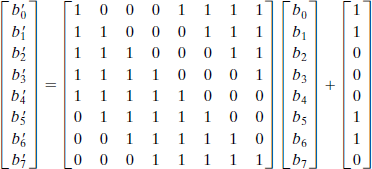 b′0 1 0 0 0 1 1 1 1 b0 1
b′1 1 1 0 0 0 1 1 1 b1 1
b′2 1 1 1 0 0 0 1 1 b2 0
b′3 1 1 1 1 0 0 0 1 b3 0
b′4 = 1 1 1 1 1 0 0 0 b4 + 0
b′5 0 1 1 1 1 1 0 0 b5 1
b′6 0 0 1 1 1 1 1 0 b6 1
b′7 0 0 0 1 1 1 1 1 b7 0